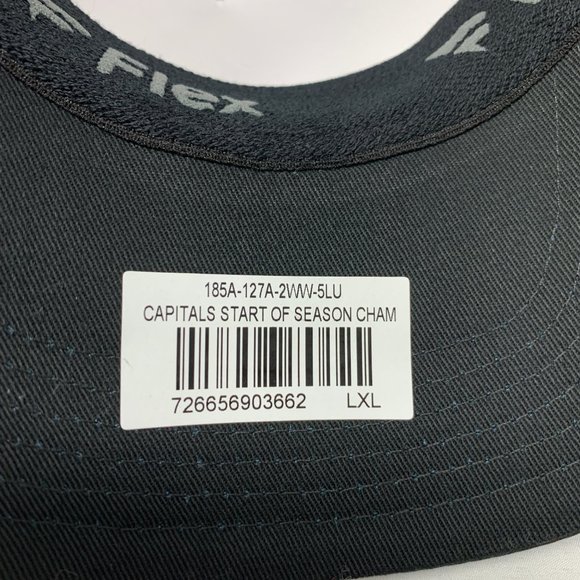 Flex
185A-127A-2WW-5LU
CAPITALS START OF SEASON CHAM
726656903662 LXL